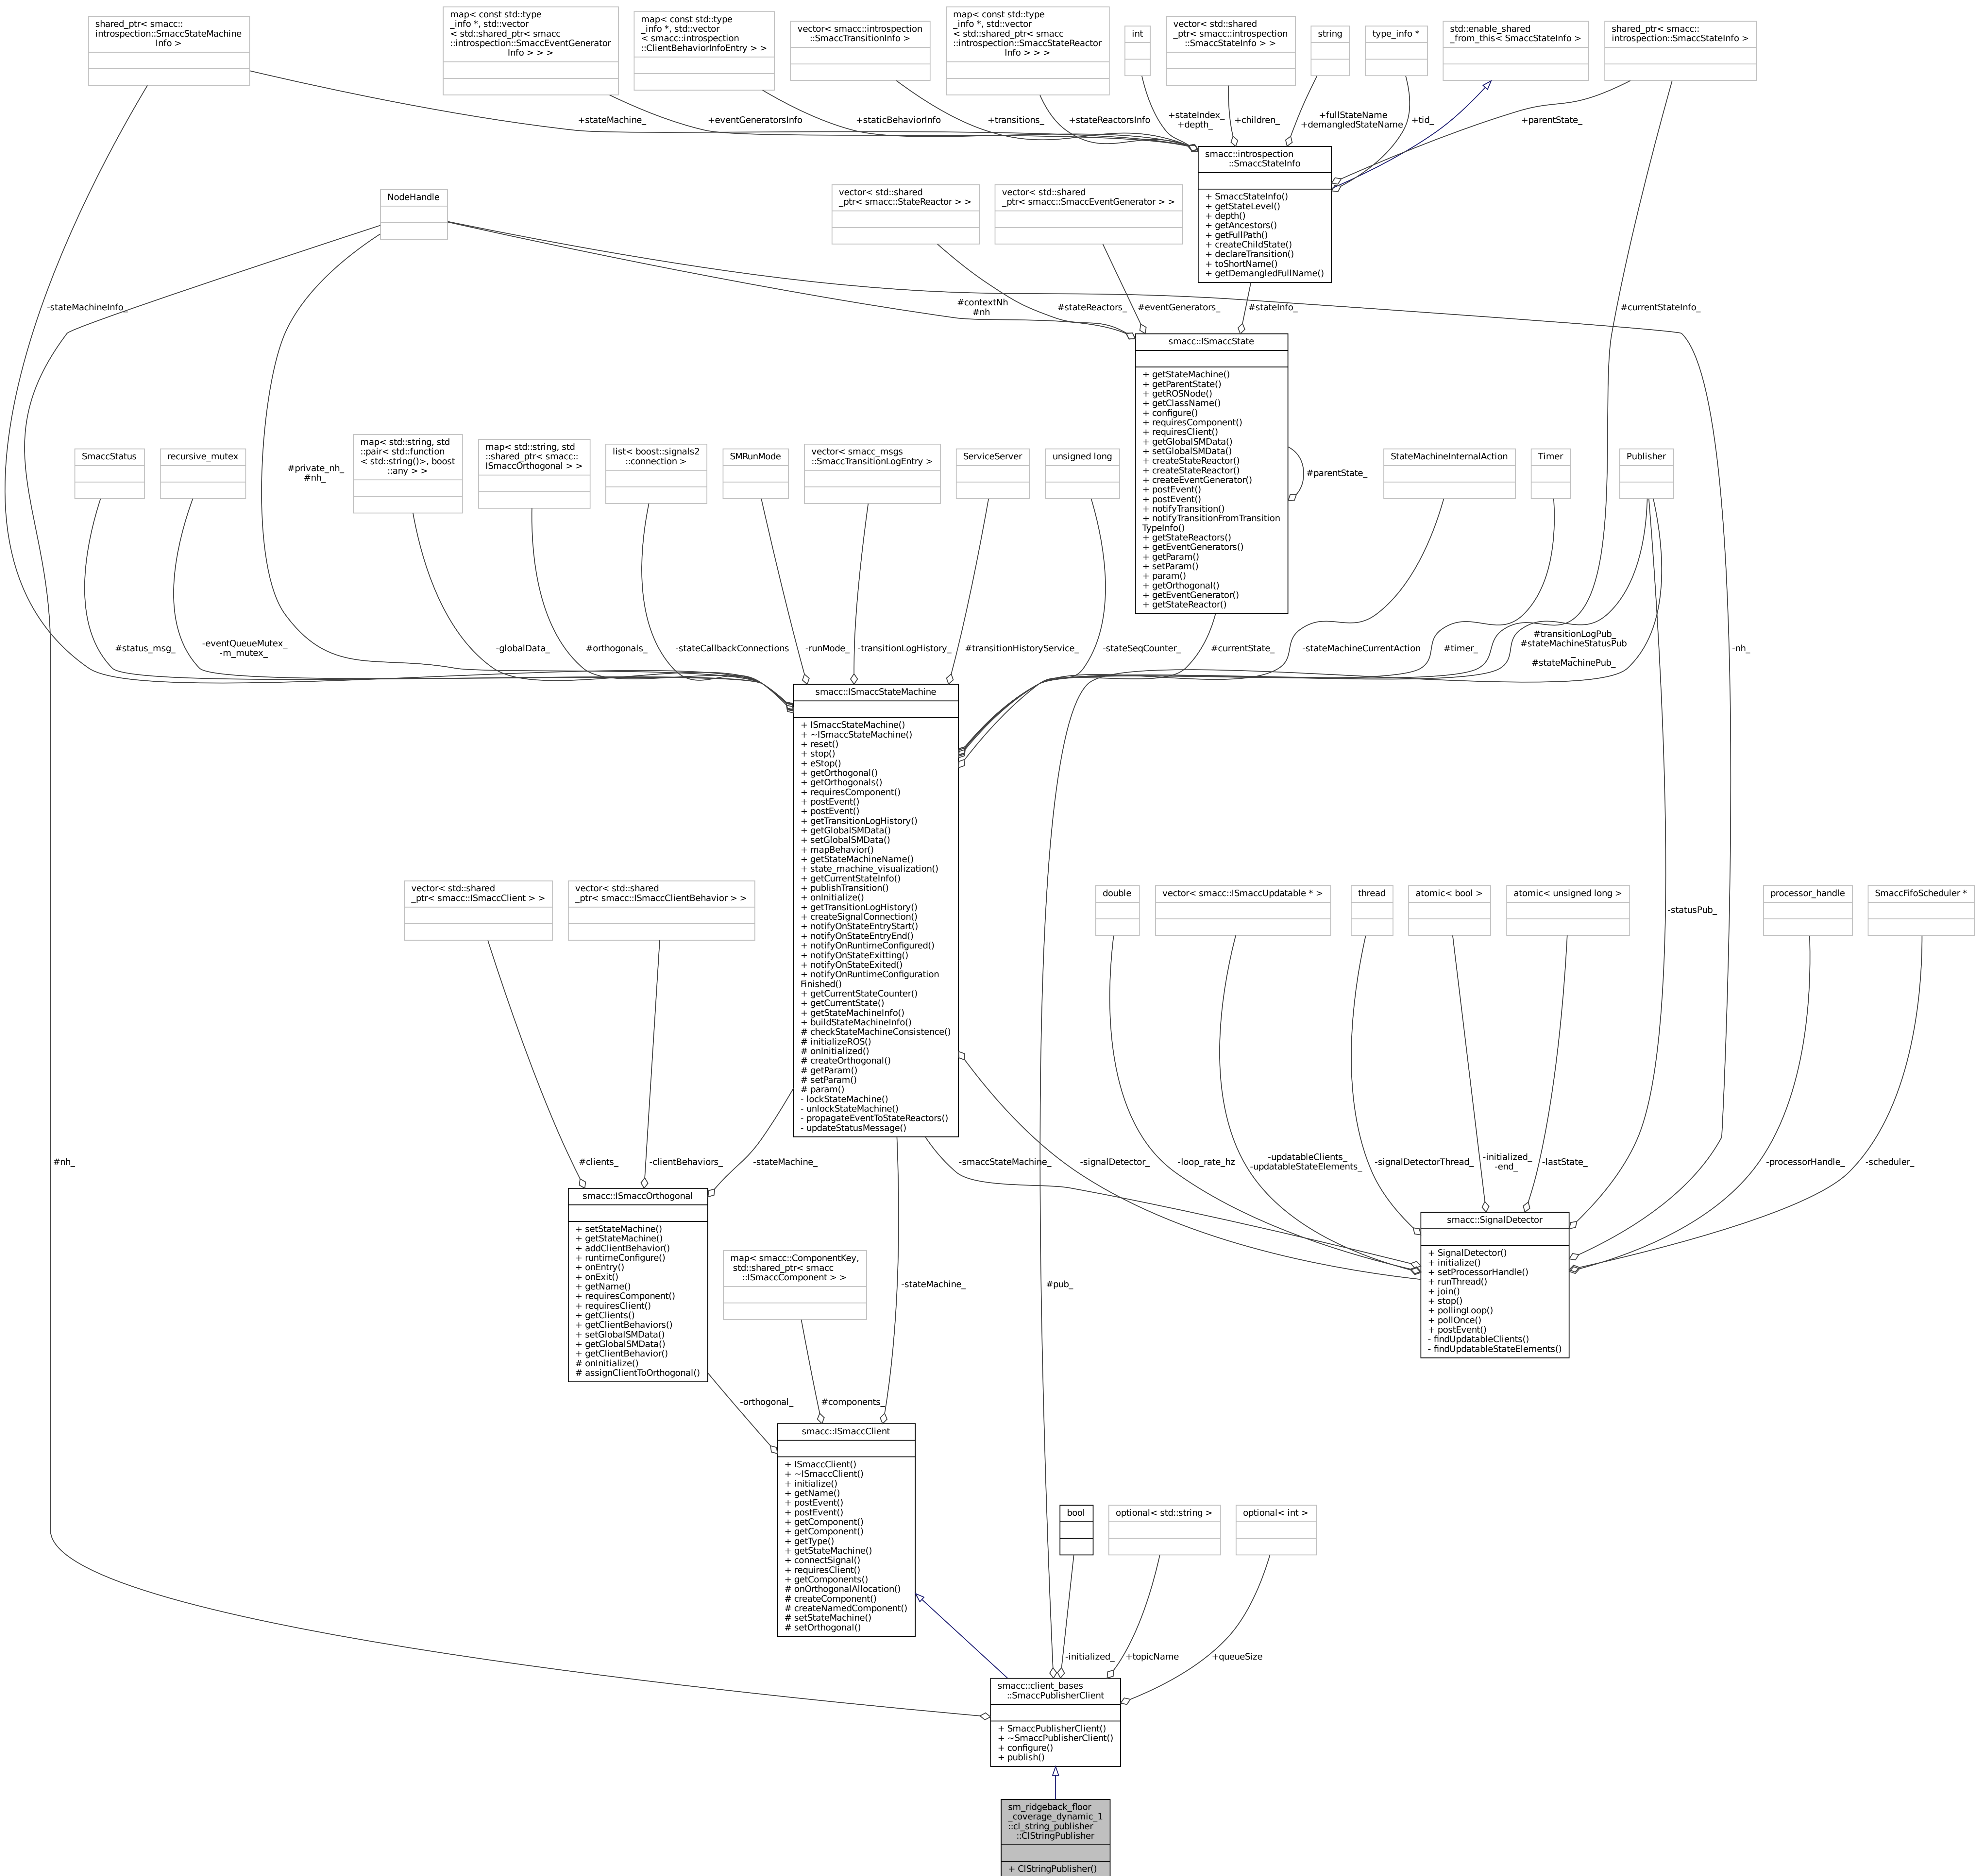 shared_ptr< smacc::
introspection::SmaccStateMachine
Info >
map< const std::type
_info *, std::vector
< std::shared_ptr< smacc
::introspection::SmaccEventGenerator
Info > > >
map< const std::type
_info *, std::vector
< smacc::introspection
::ClientBehaviorInfoEntry > >
vector< smacc::introspection
::SmaccTransitionInfo >
map< const std::type
_info *, std::vector
< std::shared_ptr< smacc
::introspection::SmaccStateReactor
Info > > >
int
vector< std::shared
_ptr< smacc::introspection
::SmaccStateInfo > >
string
type_info *
std::enable_shared
_from_this< SmaccStateInfo >
shared_ptr< smacc::
introspection::SmaccStateInfo >
+stateMachine_
+eventGeneratorsInfo
+staticBehaviorInfo
+transitions_
+stateReactorsInfo
+stateIndex_
+depth_
+children_
+fullStateName
+demangledStateName
+tid_
+parentState_
smacc::introspection
::SmaccStateInfo
+ SmaccStateInfo()
+ getStateLevel()
+ depth()
+ getAncestors()
+ getFullPath()
+ createChildState()
+ declareTransition()
+ toShortName()
+ getDemangledFullName()
NodeHandle
vector< std::shared
_ptr< smacc::StateReactor > >
vector< std::shared
_ptr< smacc::SmaccEventGenerator > >
-stateMachineInfo_
#contextNh
#nh
#stateReactors_
#eventGenerators_
#stateInfo_
#currentStateInfo_
smacc::ISmaccState
+ getStateMachine()
+ getParentState()
+ getROSNode()
+ getClassName()
+ configure()
+ requiresComponent()
+ requiresClient()
+ getGlobalSMData()
+ setGlobalSMData()
+ createStateReactor()
+ createStateReactor()
+ createEventGenerator()
+ postEvent()
+ postEvent()
+ notifyTransition()
+ notifyTransitionFromTransition
TypeInfo()
+ getStateReactors()
+ getEventGenerators()
+ getParam()
+ setParam()
+ param()
+ getOrthogonal()
+ getEventGenerator()
+ getStateReactor()
#parentState_
SmaccStatus
recursive_mutex
#private_nh_
#nh_
map< std::string, std
::pair< std::function
< std::string()>, boost
::any > >
map< std::string, std
::shared_ptr< smacc::
ISmaccOrthogonal > >
list< boost::signals2
::connection >
SMRunMode
vector< smacc_msgs
::SmaccTransitionLogEntry >
ServiceServer
unsigned long
StateMachineInternalAction
Timer
Publisher
#status_msg_
-eventQueueMutex_
-m_mutex_
-globalData_
#orthogonals_
-stateCallbackConnections
-runMode_
-transitionLogHistory_
#transitionHistoryService_
-stateSeqCounter_
#currentState_
-stateMachineCurrentAction
#timer_
#transitionLogPub_
#stateMachineStatusPub
_
#stateMachinePub_
-nh_
smacc::ISmaccStateMachine
+ ISmaccStateMachine()
+ ~ISmaccStateMachine()
+ reset()
+ stop()
+ eStop()
+ getOrthogonal()
+ getOrthogonals()
+ requiresComponent()
+ postEvent()
+ postEvent()
+ getTransitionLogHistory()
+ getGlobalSMData()
+ setGlobalSMData()
+ mapBehavior()
+ getStateMachineName()
+ state_machine_visualization()
+ getCurrentStateInfo()
+ publishTransition()
+ onInitialize()
+ getTransitionLogHistory()
+ createSignalConnection()
+ notifyOnStateEntryStart()
+ notifyOnStateEntryEnd()
+ notifyOnRuntimeConfigured()
+ notifyOnStateExitting()
+ notifyOnStateExited()
+ notifyOnRuntimeConfiguration
Finished()
+ getCurrentStateCounter()
+ getCurrentState()
+ getStateMachineInfo()
+ buildStateMachineInfo()
# checkStateMachineConsistence()
# initializeROS()
# onInitialized()
# createOrthogonal()
# getParam()
# setParam()
# param()
- lockStateMachine()
- unlockStateMachine()
- propagateEventToStateReactors()
- updateStatusMessage()
vector< std::shared
_ptr< smacc::ISmaccClient > >
vector< std::shared
_ptr< smacc::ISmaccClientBehavior > >
double
vector< smacc::ISmaccUpdatable * >
thread
atomic< bool >
atomic< unsigned long >
-statusPub_
processor_handle
SmaccFifoScheduler *
#nh_
#clients_
-clientBehaviors_
-stateMachine_
-smaccStateMachine_
-signalDetector_
-loop_rate_hz
-updatableClients_
-updatableStateElements_
-signalDetectorThread_
-initialized_
-end_
-lastState_
-processorHandle_
-scheduler_
smacc::ISmaccOrthogonal
+ setStateMachine()
+ getStateMachine()
+ addClientBehavior()
+ runtimeConfigure()
+ onEntry()
+ onExit()
+ getName()
+ requiresComponent()
+ requiresClient()
+ getClients()
+ getClientBehaviors()
+ setGlobalSMData()
+ getGlobalSMData()
+ getClientBehavior()
# onInitialize()
# assignClientToOrthogonal()
smacc::SignalDetector
+ SignalDetector()
+ initialize()
+ setProcessorHandle()
+ runThread()
+ join()
+ stop()
+ pollingLoop()
+ pollOnce()
+ postEvent()
- findUpdatableClients()
- findUpdatableStateElements()
map< smacc::ComponentKey,
std::shared_ptr< smacc
::ISmaccComponent > >
-stateMachine_
#pub_
-orthogonal_
#components_
smacc::ISmaccClient
+ ISmaccClient()
+ ~ISmaccClient()
+ initialize()
+ getName()
+ postEvent()
+ postEvent()
+ getComponent()
+ getComponent()
+ getType()
+ getStateMachine()
+ connectSignal()
+ requiresClient()
+ getComponents()
# onOrthogonalAllocation()
# createComponent()
# createNamedComponent()
# setStateMachine()
# setOrthogonal()
bool
optional< std::string >
optional< int >
-initialized_
+topicName
+queueSize
smacc::client_bases
::SmaccPublisherClient
+ SmaccPublisherClient()
+ ~SmaccPublisherClient()
+ configure()
+ publish()
sm_ridgeback_floor
_coverage_dynamic_1
::cl_string_publisher
::ClStringPublisher
+ ClStringPublisher()